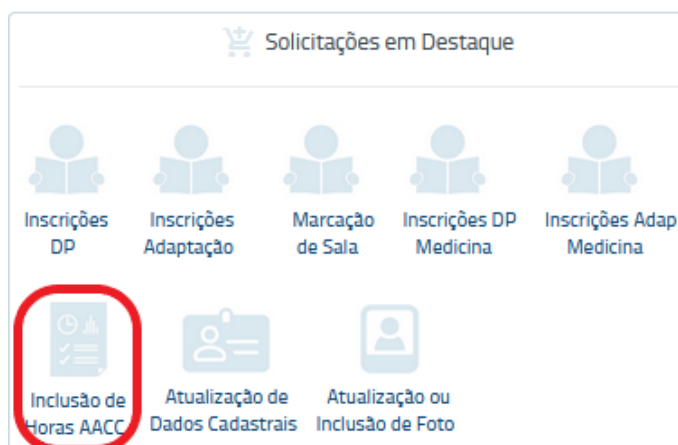 Solicitações em Destaque
Inscrições DP
Inscrições Adaptação
Marcação de Sala
Inscrições DP Medicina
Inscrições Adap Medicina
Inclusão de Horas AACC
Atualização de Dados Cadastrais
Atualização ou Inclusão de Foto